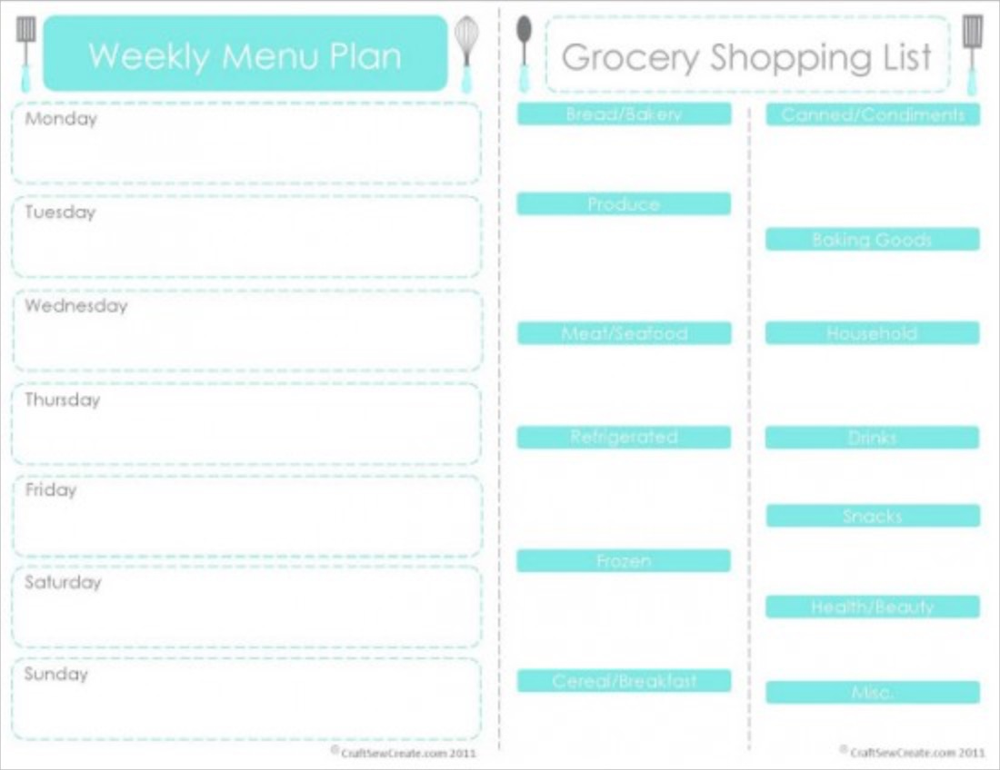 Weekly Menu Plan
Monday
Tuesday
Wednesday
Thursday
Friday
Saturday
Sunday
© CraftSewCreate.com 2011
Grocery Shopping List
Bread/Bakery
Produce
Meat/Seafood
Refrigerated
Frozen
Cereal/Breakfast
Canned/Condiments
Baking Goods
Household
Drinks
Snacks
Health/Beauty
Misc.
© CraftSewCreate.com 2011